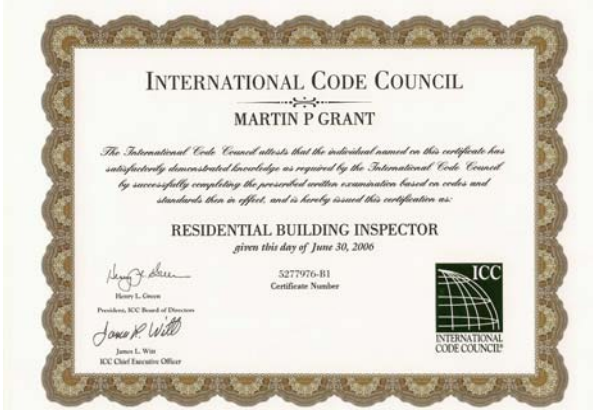 INTERNATIONAL CODE COUNCIL
MARTIN P GRANT
The International Code Council attests that the individual named on this certificate has
satisfactorily demonstrated knowledge as required by the International Code Council
by successfully completing the prescribed written examination based on codes and
standards then in effect, and is hereby issued this certification as:
RESIDENTIAL BUILDING INSPECTOR
given this day of June 30, 2006
5277976-B1
Certificate Number
Henry L. Green
President, ICC Board of Directors
James L. Witt
ICC Chief Executive Officer
ICC
INTERNATIONAL
CODE COUNCIL®